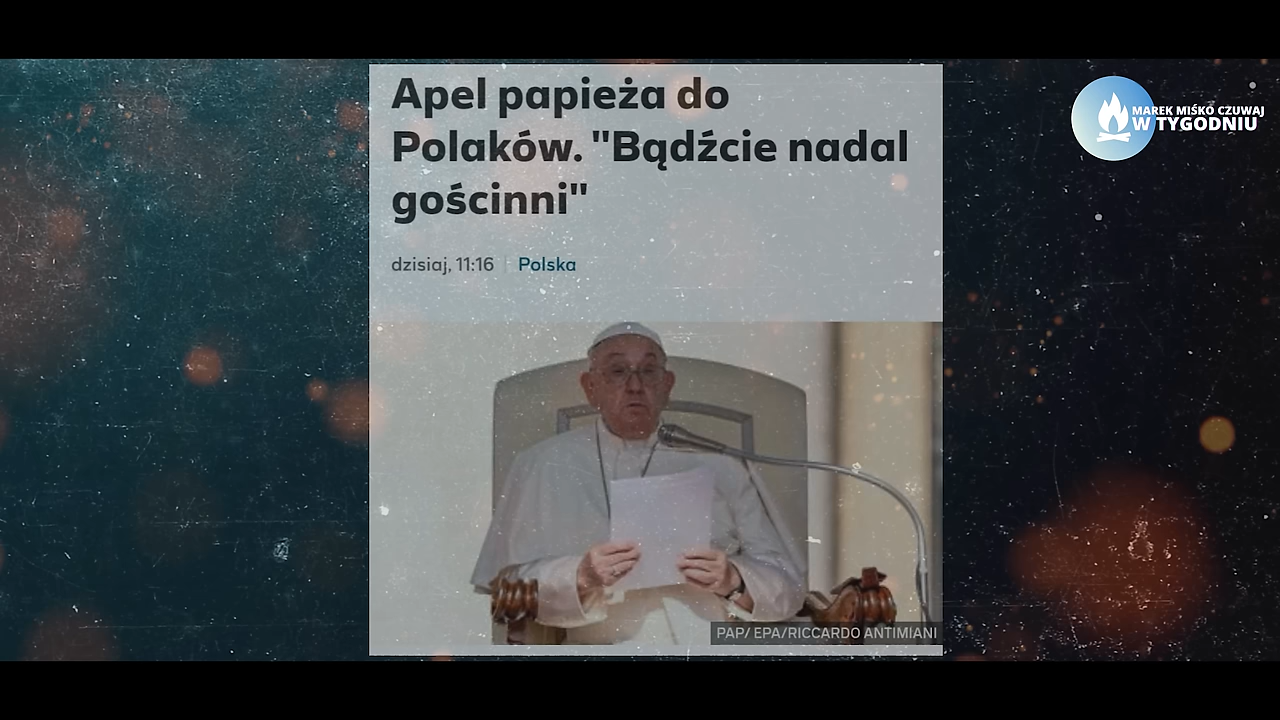 Apel papieża do
Polaków. "Bądźcie nadal
gościnni"
dzisiaj, 11:16 | Polska
MAREK MIŚKO CZUWAJ
W TYGODNIU
PAP/ EPA/RICCARDO ANTIMIANI